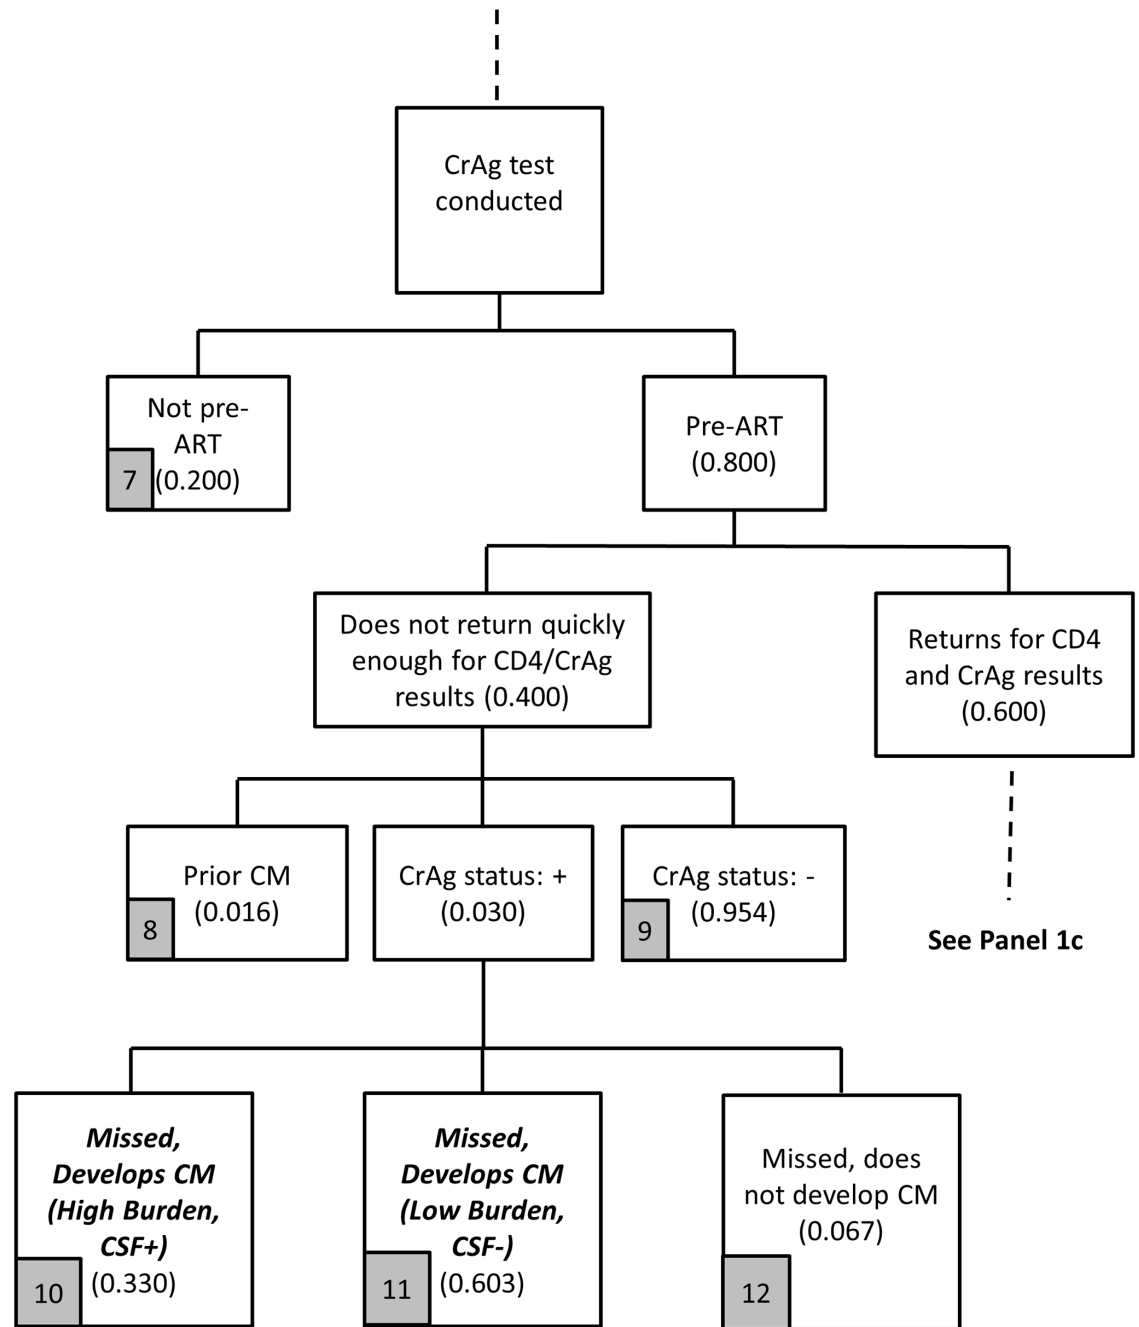 CrAg test
conducted
Not pre-
ART
7 (0.200)
Pre-ART
(0.800)
Does not return quickly
enough for CD4/CrAg
results (0.400)
Returns for CD4
and CrAg results
(0.600)
Prior CM
(0.016)
8
CrAg status: +
(0.030)
CrAg status: -
(0.954)
9
See Panel 1c
Missed,
Develops CM
(High Burden,
CSF+)
(0.330)
10
Missed,
Develops CM
(Low Burden,
CSF-)
(0.603)
11
Missed, does
not develop CM
(0.067)
12